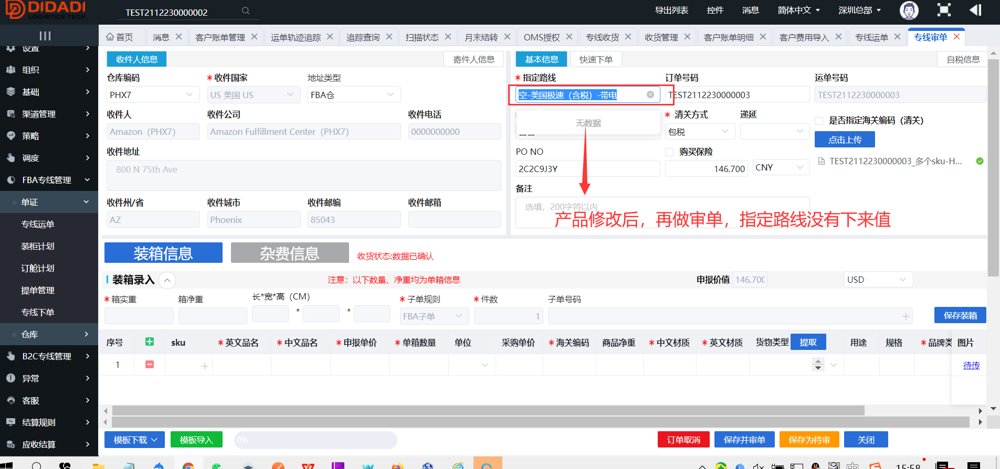 DIDADI
LOGISTICS TECH
TEST2112230000002
导出列表
控件
消息
简体中文
深圳总部
首页
消息
客户账单管理
运单轨迹追踪
追踪查询
扫描状态
月末结转
OMS授权
专线收货
收货管理
客户账单明细
客户费用导入
专线运单
专线审单
设置
组织
基础
渠道管理
策略
调度
FBA专线管理
单证
专线运单
装柜计划
订舱计划
提单管理
专线下单
仓库
B2C专线管理
异常
客服
结算规则
应收结算
收件人信息
寄件人信息
仓库编码
* 收件国家
地址类型
PHX7
US 美国 US
FBA仓
收件人
收件公司
收件电话
Amazon（PHX7）
Amazon Fulfillment Center（PHX7）
0000000000
收件地址
800 N 75th Ave
收件州/省
收件城市
收件邮编
收件邮箱
AZ
Phoenix
85043
基本信息
快速下单
自税信息
* 指定路线
订单号码
运单号码
空-美国极速（含税）-带电
TEST2112230000003
TEST2112230000003
无数据
* 清关方式
递延
是否指定海关编码（清关）
包税
点击上传
PO NO
购买保险
TEST2112230000003_多个sku-H...
2C2C9J3Y
146.700
CNY
备注
选填，200字符以内
产品修改后，再做审单，指定路线没有下来值
装箱信息
杂费信息
收货状态:数据已确认
装箱录入
注意：以下数量、净重均为单箱信息
申报价值
146.700
USD
* 箱实重
箱净重
长*宽*高（CM）
* 子单规则
* 件数
子单号码
*
*
FBA子单
1
保存装箱
序号
sku
* 英文品名
* 中文品名
* 申报单价
* 单箱数量
单位
采购单价
* 海关编码
商品净重
* 中文材质
* 英文材质
货物类型
提取
用途
规格
* 品牌类
图片
1
待传
模板下载
模板导入
0%
订单取消
保存并审单
保存为待审
关闭
中
15:58